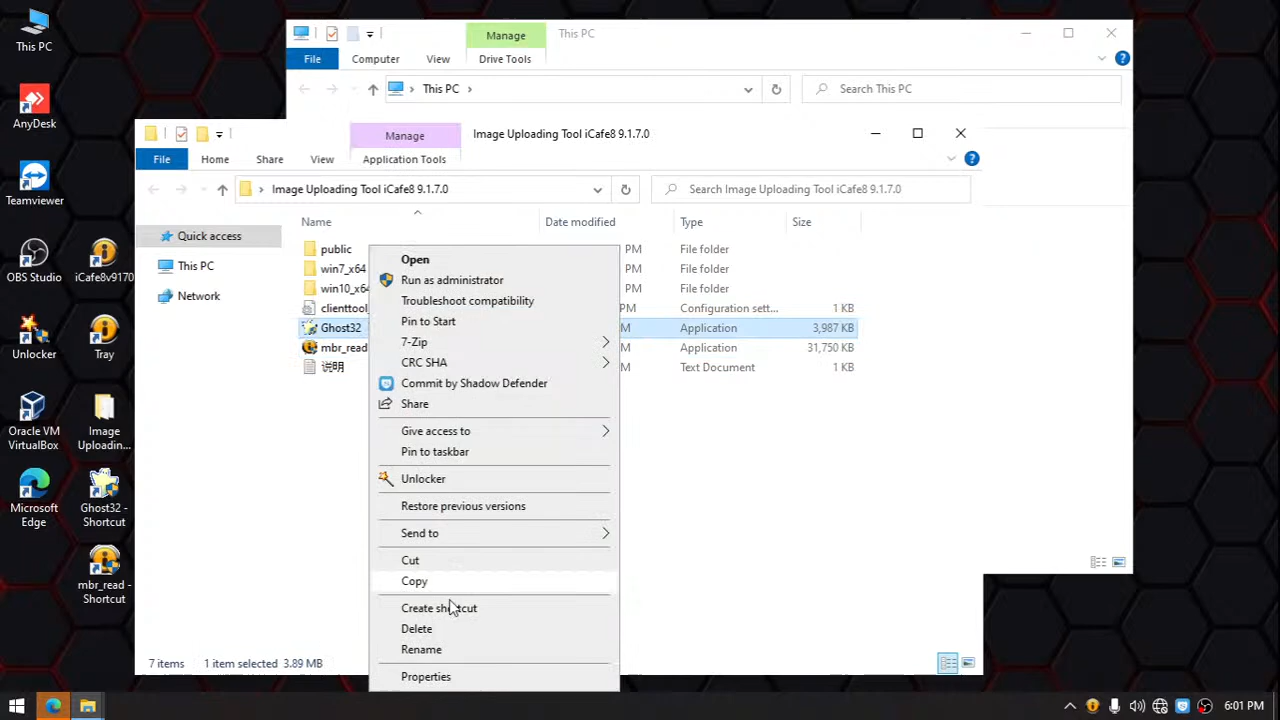 This PC
AnyDesk
Teamviewer
OBS Studio
iCafe8v9170
Unlocker
Tray
Oracle VM
VirtualBox
Image
Uploadin...
Microsoft
Edge
Ghost32 -
Shortcut
mbr_read -
Shortcut
Manage
This PC
File
Computer
View
Drive Tools
This PC
Search This PC
Manage
Image Uploading Tool iCafe8 9.1.7.0
File
Home
Share
View
Application Tools
Image Uploading Tool iCafe8 9.1.7.0
Search Image Uploading Tool iCafe8 9.1.7.0
Quick access
This PC
Network
Name
Date modified
Type
Size
public
PM
File folder
win7_x64
PM
File folder
win10_x64
PM
File folder
clienttool_
PM
Configuration sett...
1 KB
Ghost32
M
Application
3,987 KB
mbr_read
M
Application
31,750 KB
说明
M
Text Document
1 KB
Open
Run as administrator
Troubleshoot compatibility
Pin to Start
7-Zip
CRC SHA
Commit by Shadow Defender
Share
Give access to
Pin to taskbar
Unlocker
Restore previous versions
Send to
Cut
Copy
Create shortcut
Delete
Rename
Properties
7 items
1 item selected 3.89 MB
6:01 PM